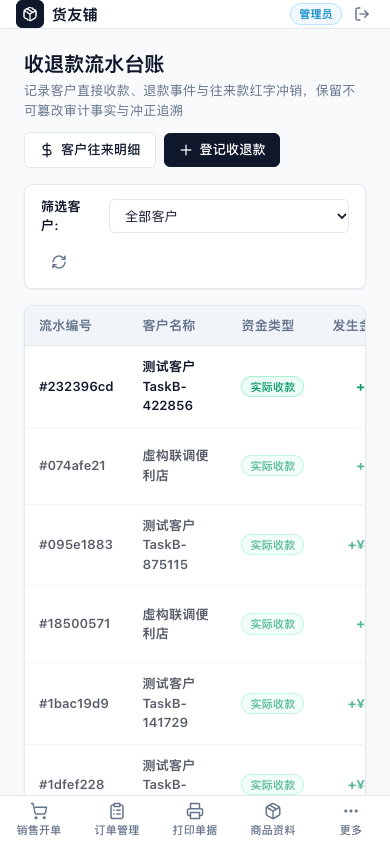 货友铺
管理员
收退款流水台账
记录客户直接收款、退款事件与往来款红字冲销，保留不
可篡改审计事实与冲正追溯
客户往来明细
登记收退款
筛选客
户:
全部客户
流水编号 客户名称 资金类型 发生
#232396cd 测试客户 TaskB-422856 实际收款 +
#074afe21 虚构联调便利店 实际收款 +
#095e1883 测试客户 TaskB-875115 实际收款 +¥
#18500571 虚构联调便利店 实际收款 +
#1bac19d9 测试客户 TaskB-141729 实际收款 +¥
#1dfef228 测试客户 TaskB- 实际收款 +¥
销售开单 订单管理 打印单据 商品资料 更多